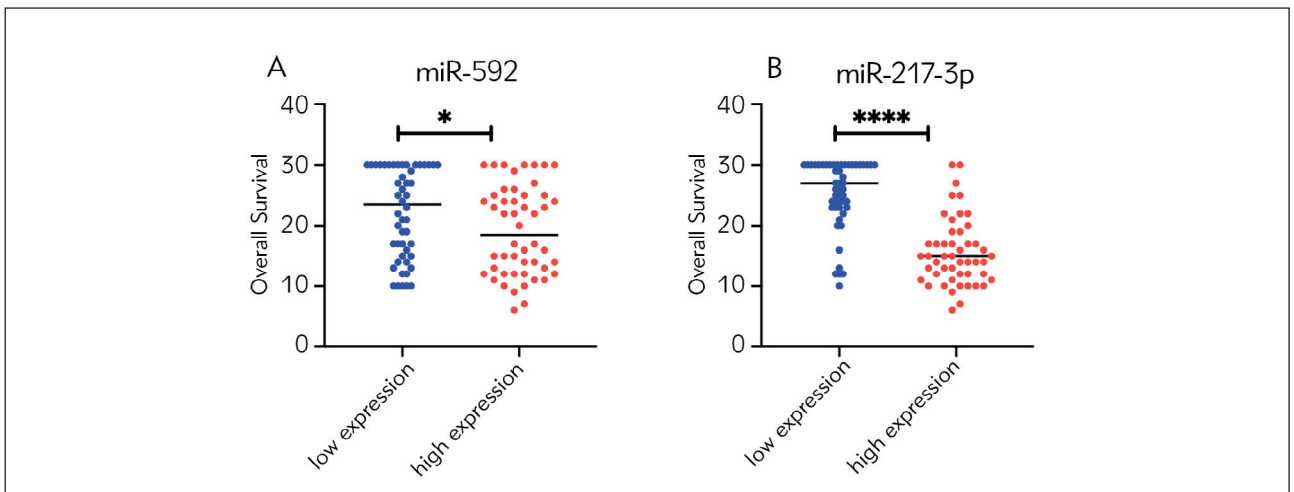 A
miR-592
Overall Survival
40
30
20
10
0
*
low expression
high expression
B
miR-217-3p
Overall Survival
40
30
20
10
0
****
low expression
high expression